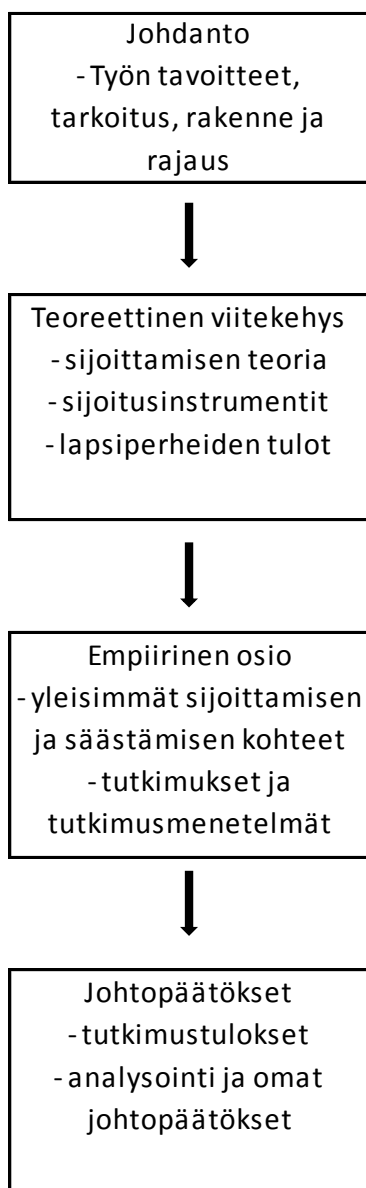 Johdanto
- Työn tavoitteet,
tarkoitus, rakenne ja
rajaus
Teoreettinen viitekehys
- sijoittamisen teoria
- sijoitusinstrumentit
- lapsiperheiden tulot
Empiirinen osio
- yleisimmät sijoittamisen
ja säästämisen kohteet
- tutkimukset ja
tutkimusmenetelmät
Johtopäätökset
- tutkimustulokset
- analysointi ja omat
johtopäätökset